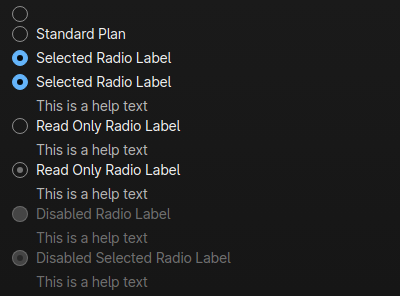 Standard Plan
Selected Radio Label
Selected Radio Label
This is a help text
Read Only Radio Label
This is a help text
Read Only Radio Label
This is a help text
Disabled Radio Label
This is a help text
Disabled Selected Radio Label
This is a help text